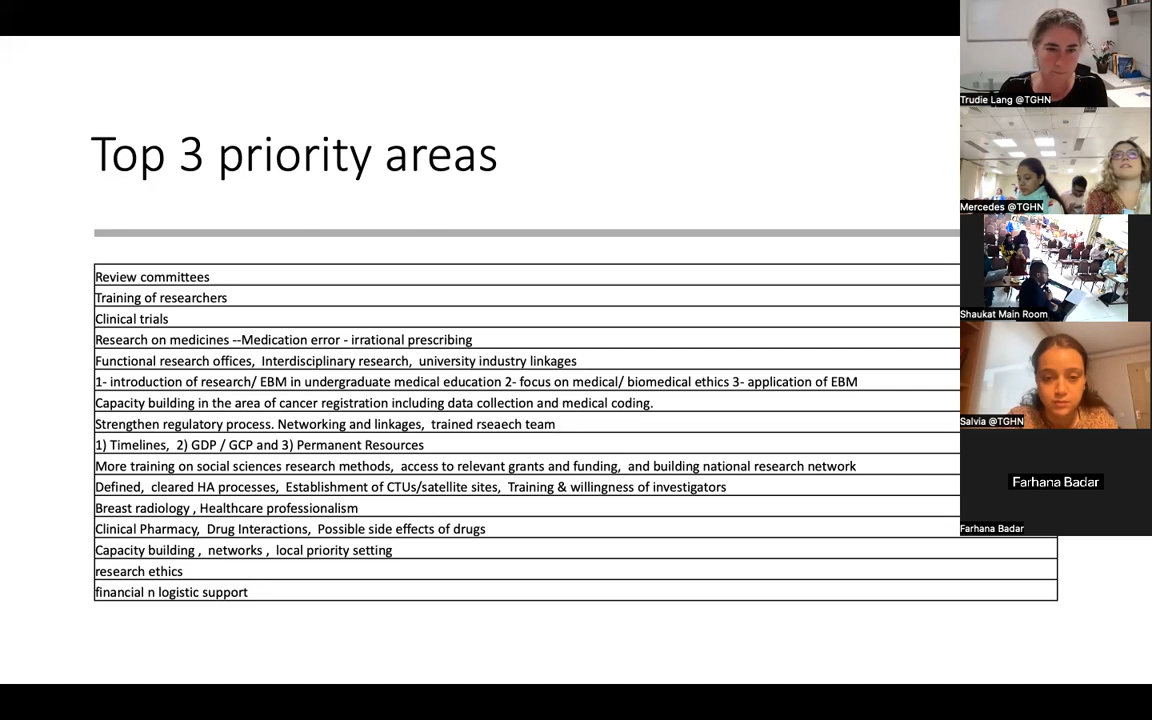 Top 3 priority areas
Review committees
Training of researchers
Clinical trials
Research on medicines --Medication error - irrational prescribing
Functional research offices, Interdisciplinary research, university industry linkages
1- introduction of research/ EBM in undergraduate medical education 2- focus on medical/ biomedical ethics 3- application of EBM
Capacity building in the area of cancer registration including data collection and medical coding.
Strengthen regulatory process. Networking and linkages, trained rsaech team
1) Timelines, 2) GDP / GCP and 3) Permanent Resources
More training on social sciences research methods, access to relevant grants and funding, and building national research network
Defined, cleared HA processes, Establishment of CTUs/satellite sites, Training & willingness of investigators
Breast radiology , Healthcare professionalism
Clinical Pharmacy, Drug Interactions, Possible side effects of drugs
Capacity building , networks , local priority setting
research ethics
financial n logistic support
Trudie Lang @TGHN
Mercedes @TGHN
Shaukat Main Room
Salvia @TGHN
Farhana Badar
Farhana Badar